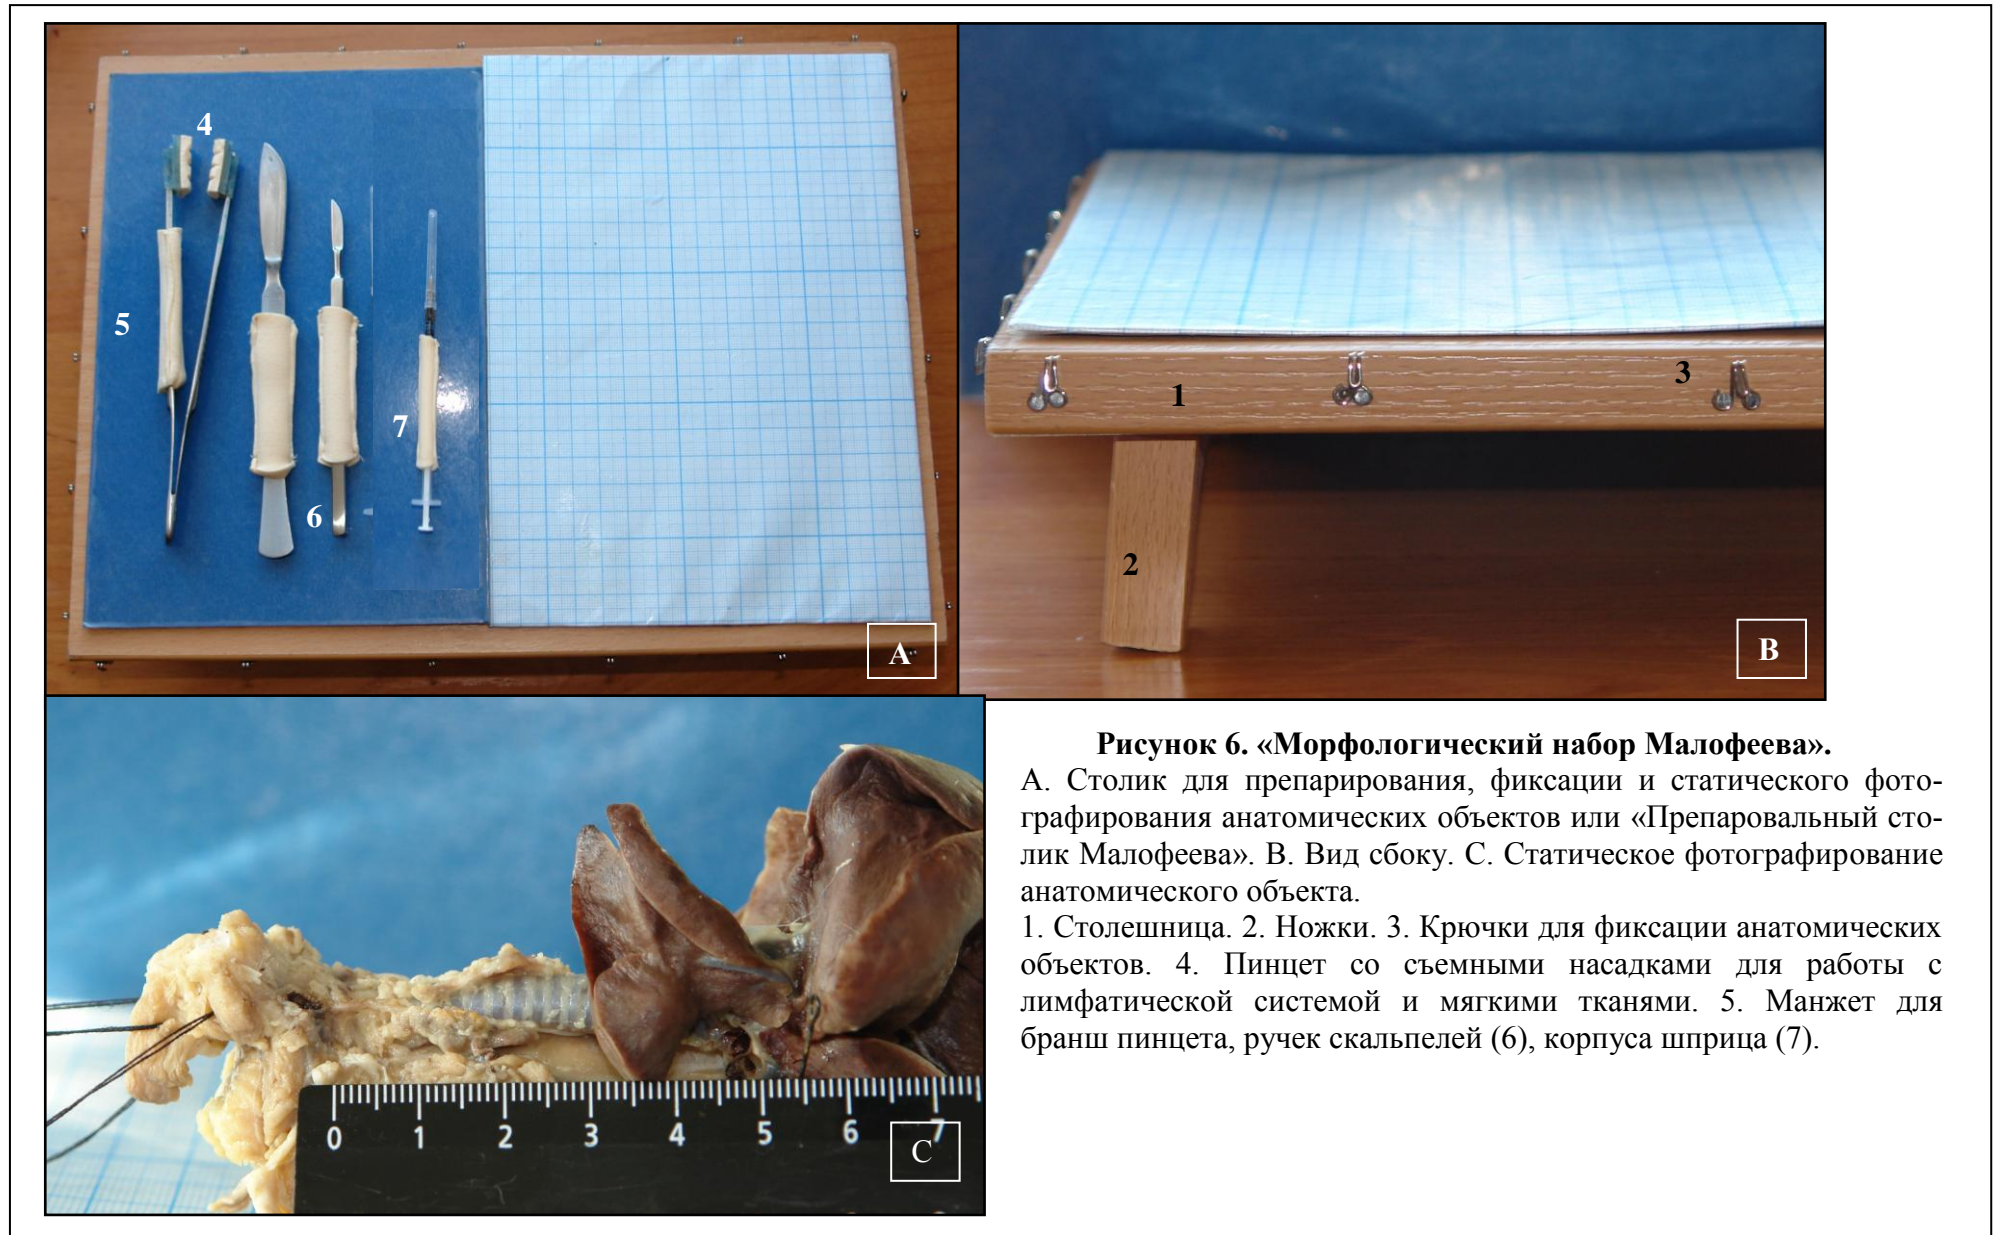 4
5
6
7
A
1
2
3
B
0 1 2 3 4 5 6 7
C
Рисунок 6. «Морфологический набор Малофеева».
А. Столик для препарирования, фиксации и статического фото-
графирования анатомических объектов или «Препаровальный сто-
лик Малофеева». В. Вид сбоку. С. Статическое фотографирование
анатомического объекта.
1. Столешница. 2. Ножки. 3. Крючки для фиксации анатомических
объектов. 4. Пинцет со съемными насадками для работы с
лимфатической системой и мягкими тканями. 5. Манжет для
бранш пинцета, ручек скальпелей (6), корпуса шприца (7).